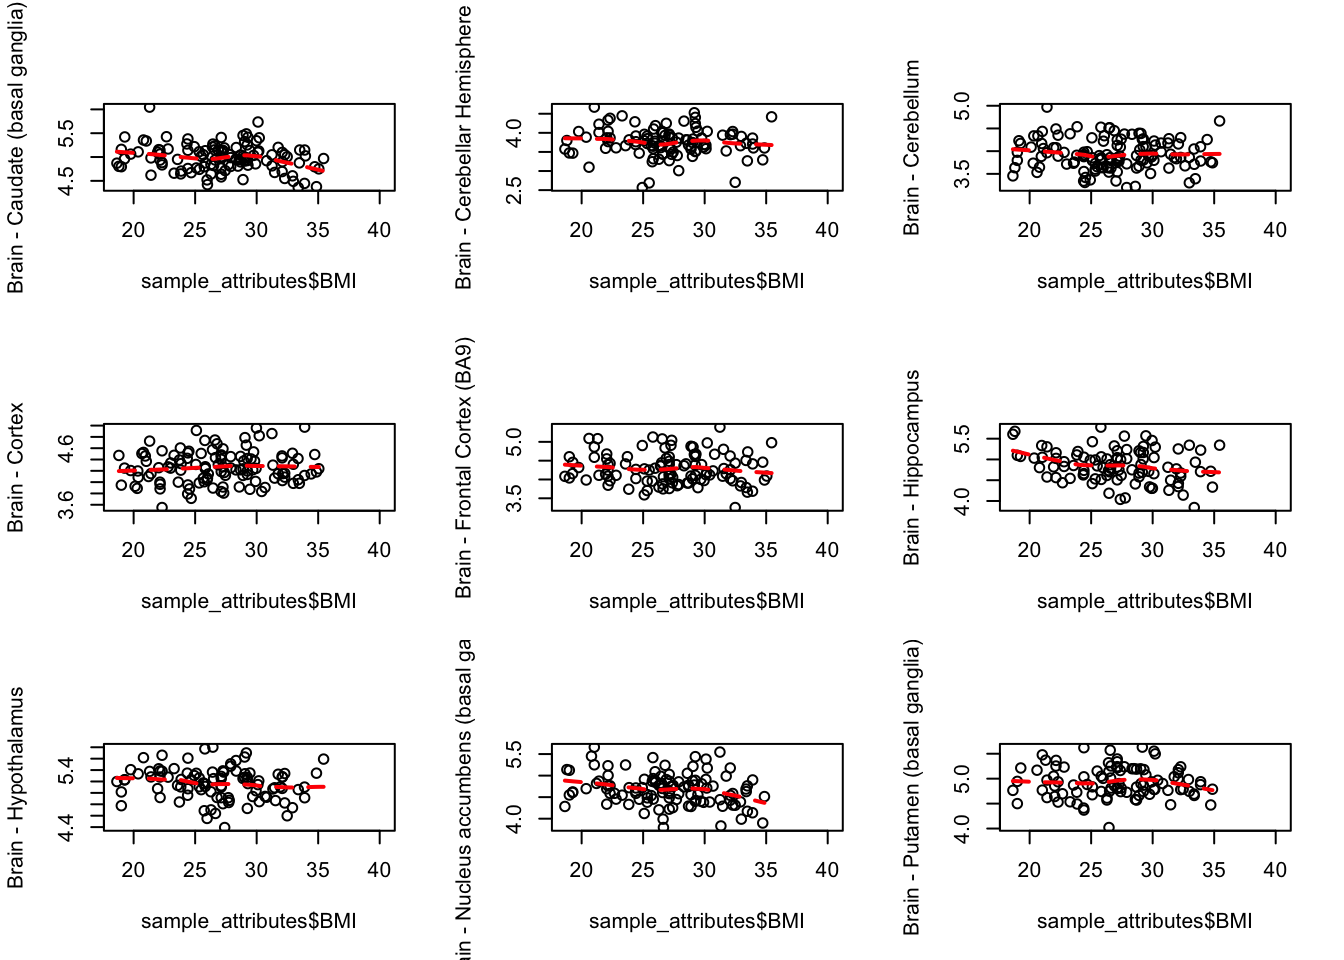 Brain - Caudate (basal ganglia)
5.5
4.5
20 25 30 35 40
sample_attributes$BMI
Brain - Cerebellar Hemisphere
4.0
2.5
20 25 30 35 40
sample_attributes$BMI
Brain - Cerebellum
5.0
3.5
20 25 30 35 40
sample_attributes$BMI
Brain - Cortex
4.6
3.6
20 25 30 35 40
sample_attributes$BMI
Brain - Frontal Cortex (BA9)
5.0
3.5
20 25 30 35 40
sample_attributes$BMI
Brain - Hippocampus
5.5
4.0
20 25 30 35 40
sample_attributes$BMI
Brain - Hypothalamus
5.4
4.4
20 25 30 35 40
sample_attributes$BMI
ain - Nucleus accumbens (basal ga
5.5
4.0
20 25 30 35 40
sample_attributes$BMI
Brain - Putamen (basal ganglia)
5.0
4.0
20 25 30 35 40
sample_attributes$BMI